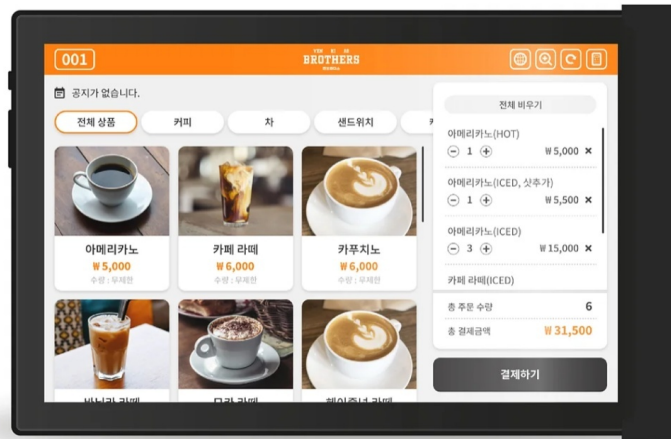 001
BROTHERS
공지가 없습니다.
전체 상품
커피
차
샌드위치
아메리카노
₩5,000
수량 : 무제한
카페 라떼
₩6,000
수량 : 무제한
카푸치노
₩6,000
수량 : 무제한
전체 비우기
아메리카노(HOT)
1 ₩5,000
아메리카노(ICED, 샷추가)
1 ₩5,500
아메리카노(ICED)
3 ₩15,000
카페 라떼(ICED)
총 주문 수량 6
총 결제금액 ₩31,500
결제하기